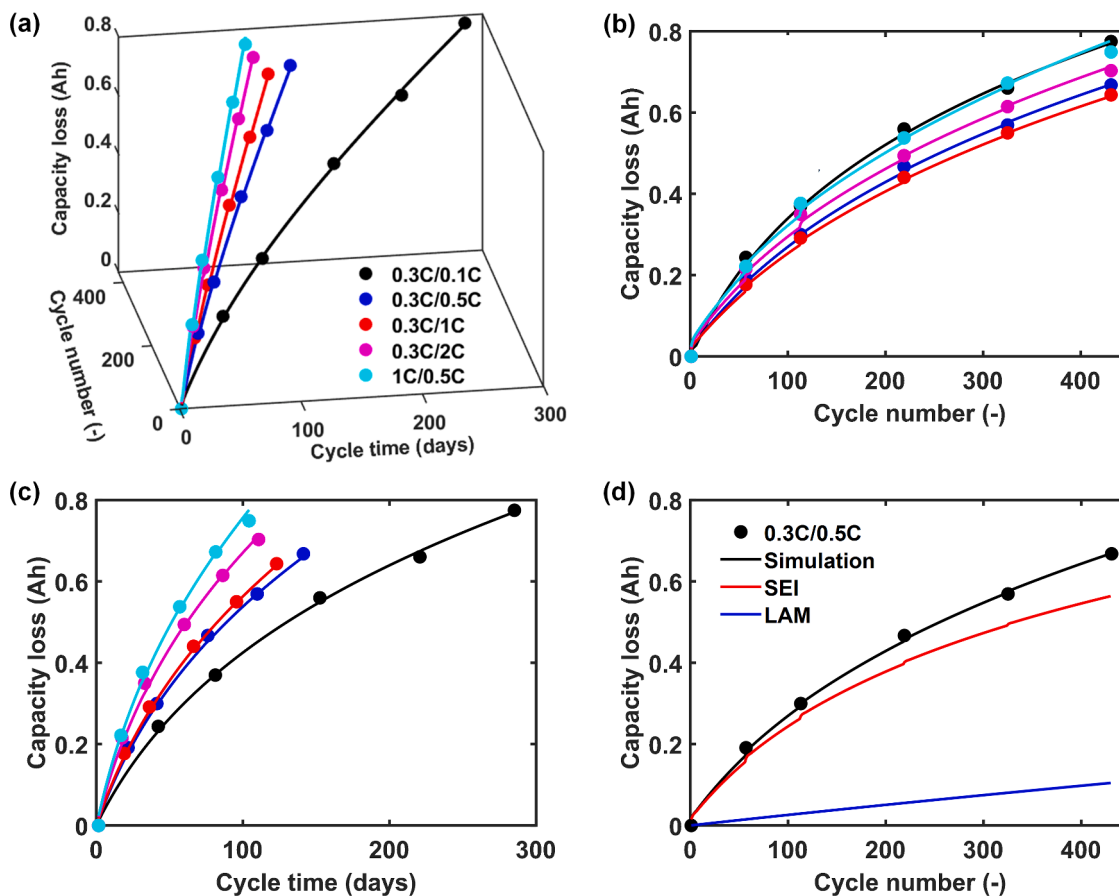 (a)
0.8
0.6
0.4
0.2
0
Capacity loss (Ah)
400
200
0
Cycle number (-)
0
100
200
300
Cycle time (days)
0.3C/0.1C
0.3C/0.5C
0.3C/1C
0.3C/2C
1C/0.5C
(b)
0.8
0.6
0.4
0.2
0
Capacity loss (Ah)
0
100
200
300
400
Cycle number (-)
(c)
0.8
0.6
0.4
0.2
0
Capacity loss (Ah)
0
100
200
300
Cycle time (days)
(d)
0.8
0.6
0.4
0.2
0
Capacity loss (Ah)
0.3C/0.5C
Simulation
SEI
LAM
0
100
200
300
400
Cycle number (-)